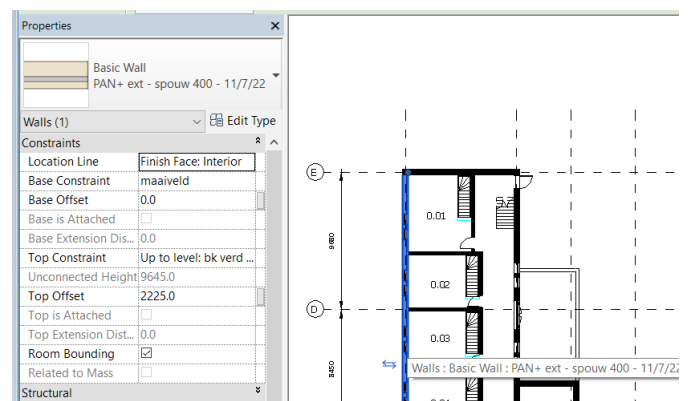 Properties
Basic Wall
PAN+ ext - spouw 400 - 11/7/22
Walls (1)
Edit Type
Constraints
Location Line Finish Face: Interior
Base Constraint maaiveld
Base Offset 0.0
Base is Attached
Base Extension Dis... 0.0
Top Constraint Up to level: bk verd ...
Unconnected Height 9645.0
Top Offset 2225.0
Top is Attached
Top Extension Dist... 0.0
Room Bounding
Related to Mass
Structural
E
0.01
0.02
D
0.03
8450
Walls : Basic Wall : PAN+ ext - spouw 400 - 11/7/22